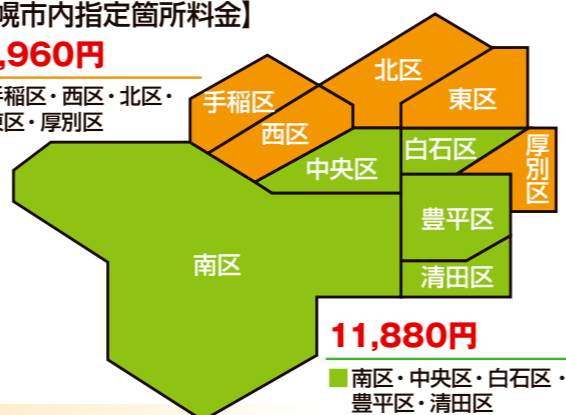 幌市内指定箇所料金】
,960円
手稲区・西区・北区・
東区・厚別区
北区
手稲区
東区
西区
白石区
厚別区
中央区
豊平区
南区
清田区
11,880円
■南区・中央区・白石区・
豊平区・清田区